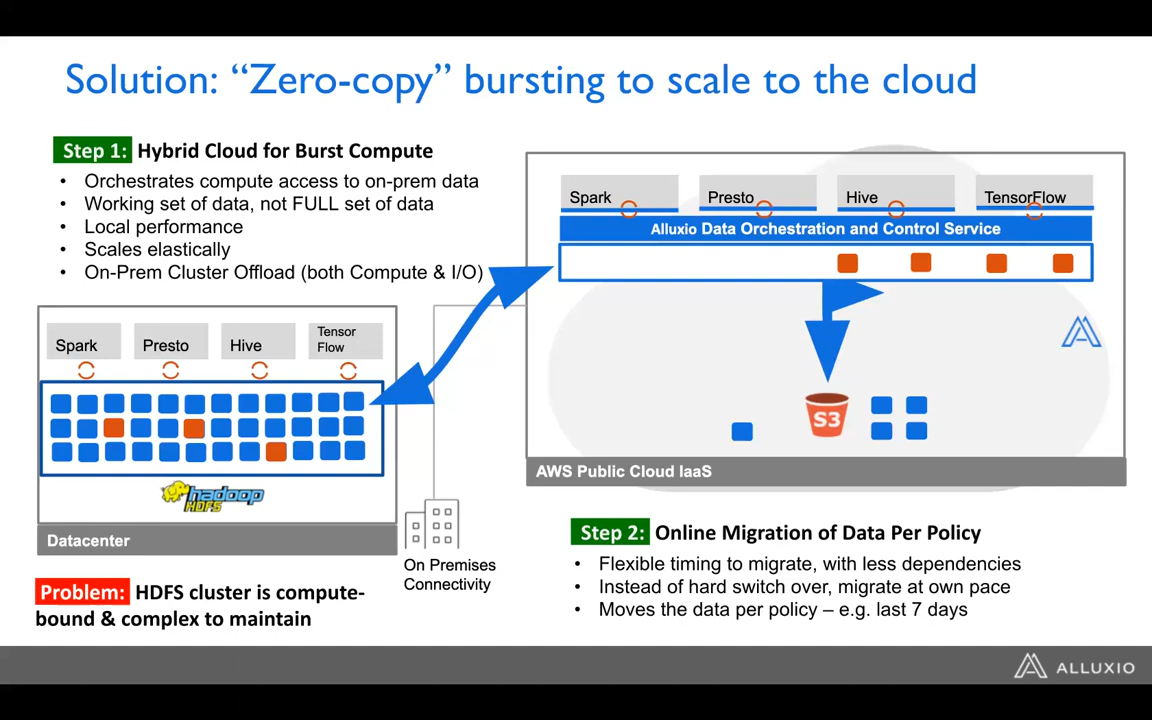 Solution: “Zero-copy” bursting to scale to the cloud
Step 1: Hybrid Cloud for Burst Compute
• Orchestrates compute access to on-prem data
• Working set of data, not FULL set of data
• Local performance
• Scales elastically
• On-Prem Cluster Offload (both Compute & I/O)
Spark
Presto
Hive
Tensor
Flow
hadoop
HDFS
Datacenter
Problem: HDFS cluster is compute-
bound & complex to maintain
On Premises
Connectivity
Spark
Presto
Hive
TensorFlow
Alluxio Data Orchestration and Control Service
S3
AWS Public Cloud IaaS
Step 2: Online Migration of Data Per Policy
• Flexible timing to migrate, with less dependencies
• Instead of hard switch over, migrate at own pace
• Moves the data per policy – e.g. last 7 days
ALLUXIO